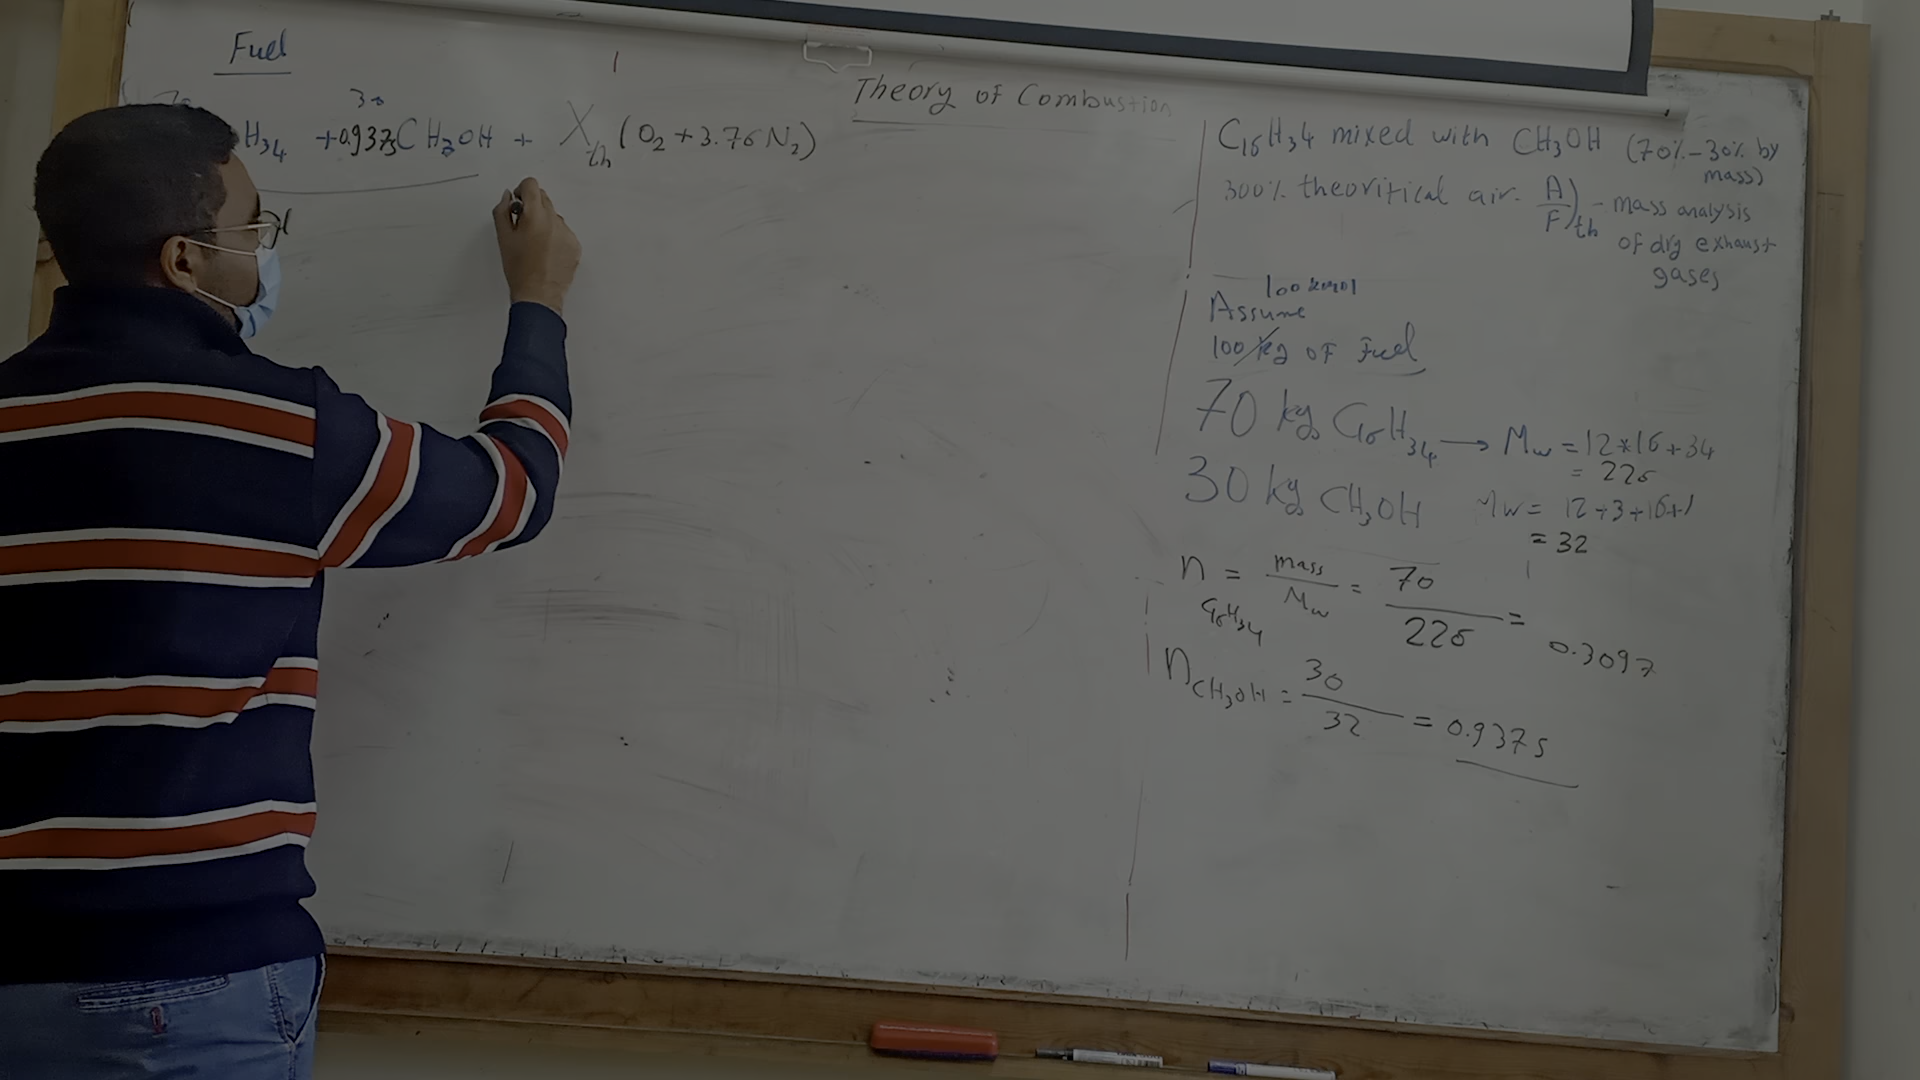 Fuel
30
H34 +0.9375CH3OH + Xth (O2 + 3.76 N2)
Theory of Combustion
C16H34 mixed with CH3OH (70% - 30% by mass)
300% theoritical air. A/F)th - mass analysis
of dry exhaust
gases
100 kmol
Assume
100 kg of Fuel
70 kg C16H34 → Mw = 12*16+34
= 226
30 kg CH3OH Mw = 12+3+16+1
= 32
n C16H34 = mass/Mw = 70/226 = 0.3097
n CH3OH = 30/32 = 0.9375